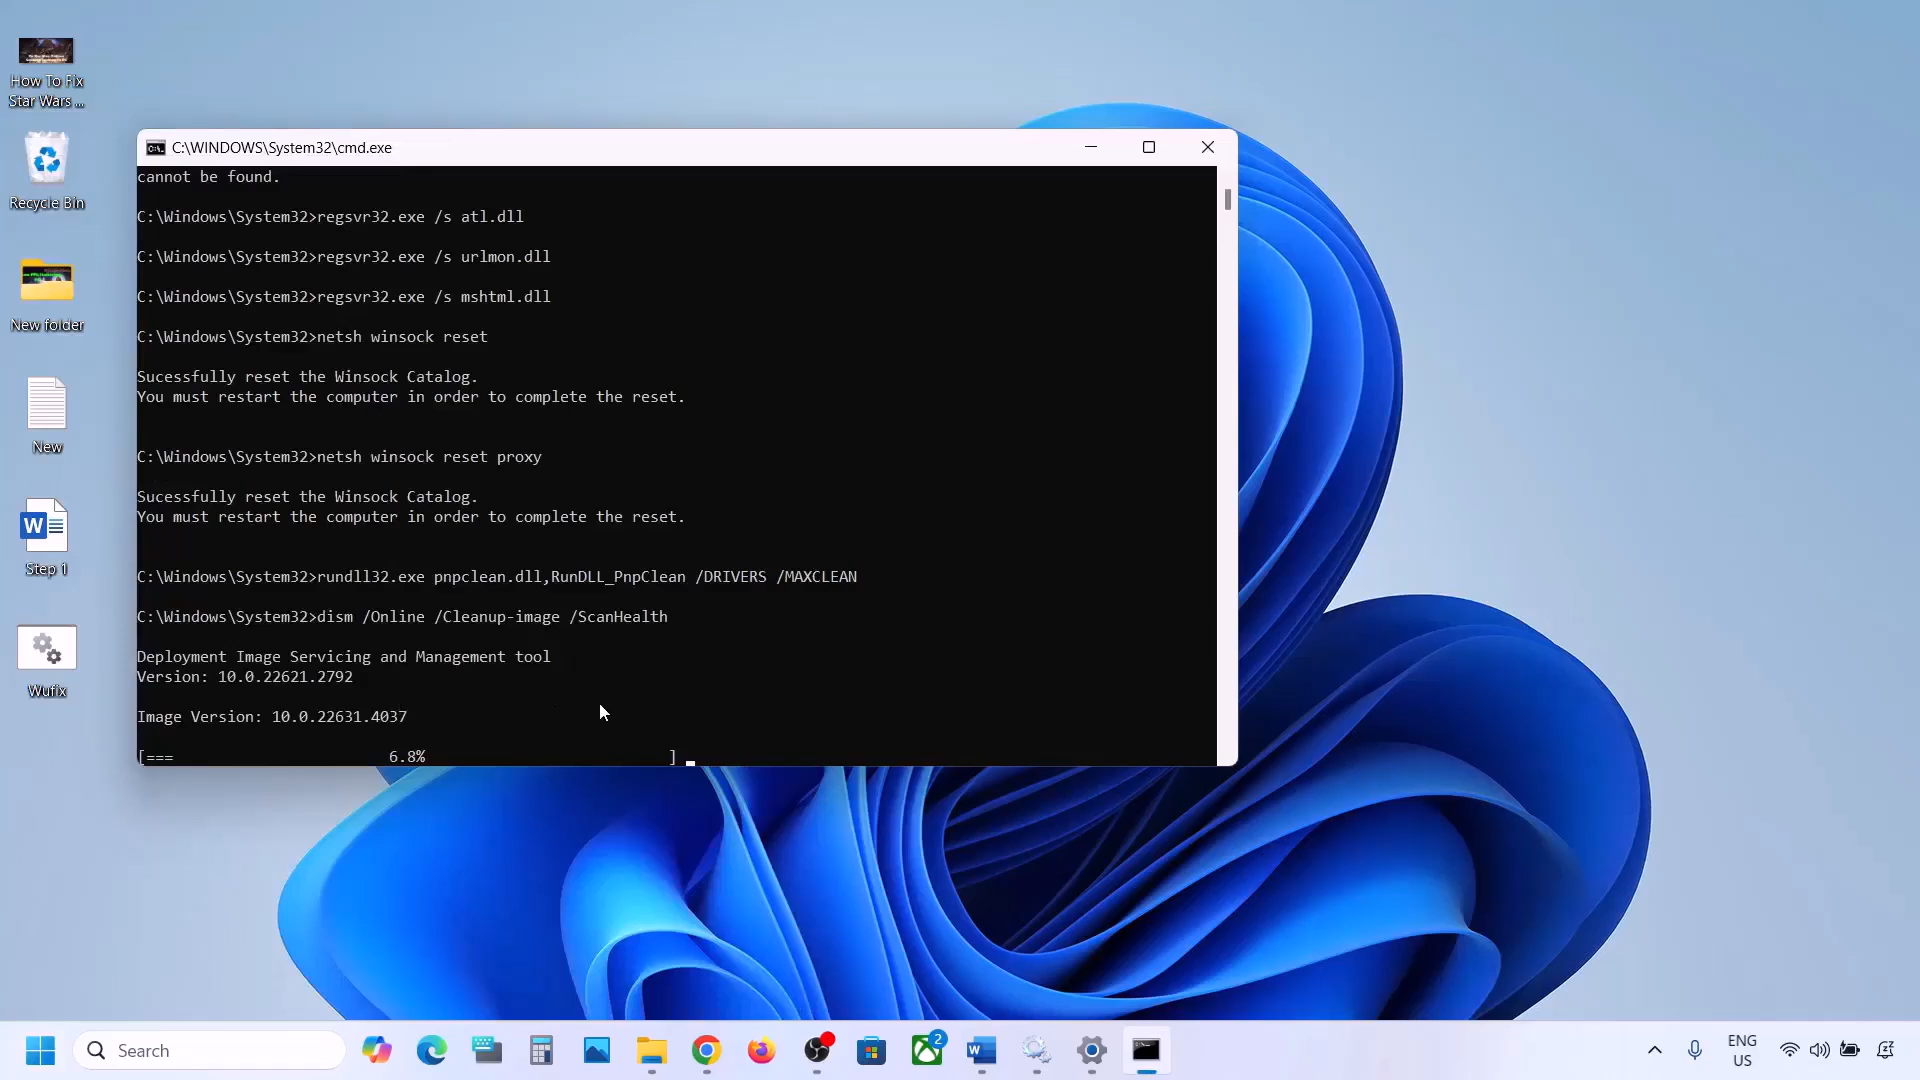 How To Fix
Star Wars ...
Recycle Bin
New folder
New
Step 1
Wufix
C:\WINDOWS\System32\cmd.exe
cannot be found.
C:\Windows\System32>regsvr32.exe /s atl.dll
C:\Windows\System32>regsvr32.exe /s urlmon.dll
C:\Windows\System32>regsvr32.exe /s mshtml.dll
C:\Windows\System32>netsh winsock reset
Sucessfully reset the Winsock Catalog.
You must restart the computer in order to complete the reset.
C:\Windows\System32>netsh winsock reset proxy
Sucessfully reset the Winsock Catalog.
You must restart the computer in order to complete the reset.
C:\Windows\System32>rundll32.exe pnpclean.dll,RunDLL_PnpClean /DRIVERS /MAXCLEAN
C:\Windows\System32>dism /Online /Cleanup-image /ScanHealth
Deployment Image Servicing and Management tool
Version: 10.0.22621.2792
Image Version: 10.0.22631.4037
[=== 6.8% ]
Search
2
ENG
US